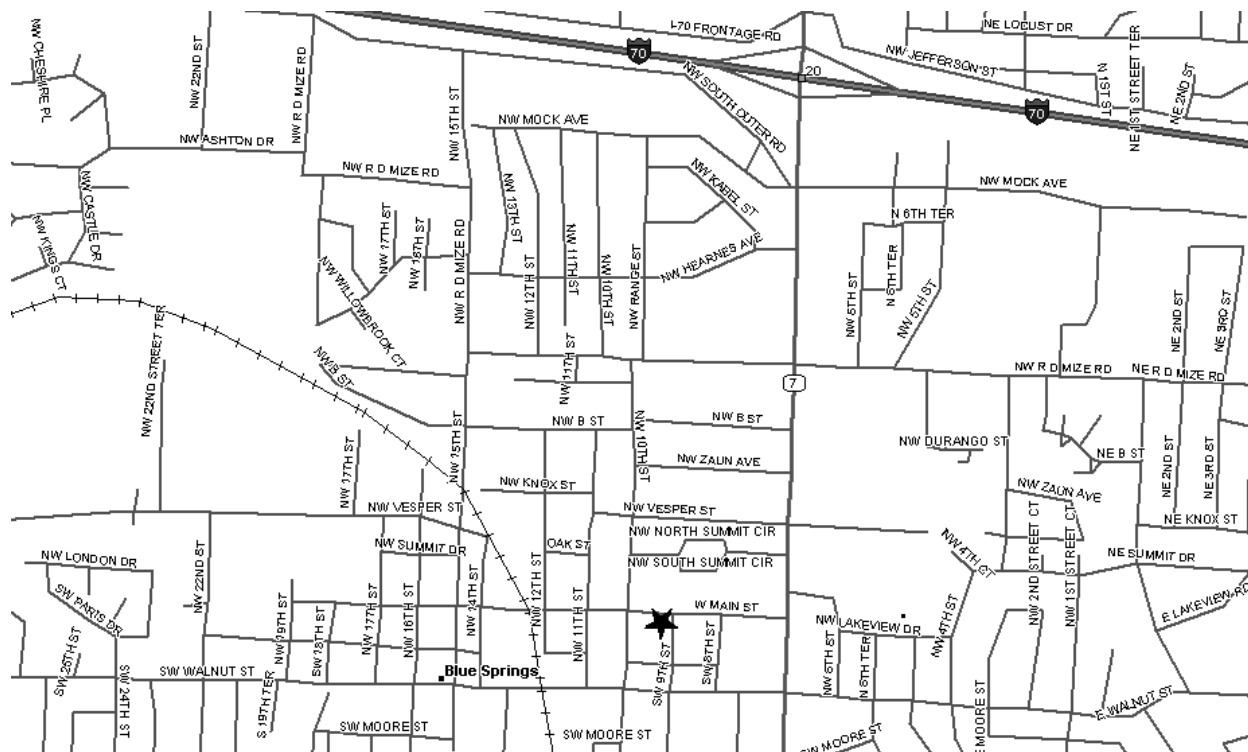 I-70 FRONTAGE RD
NE LOCUST DR
NW CHESHIRE PL
NW 22ND ST
NW R D MIZE RD
70
NW JEFFERSON ST
N 1ST ST
NE 1ST STREET TER
NE 2ND ST
20
NW SOUTH OUTER RD
70
NW 15TH ST
NW MOCK AVE
NW ASHTON DR
NW R D MIZE RD
NW KABEL ST
NW MOCK AVE
NW CASTLE DR
NW KINGS CT
NW 17TH ST
NW 16TH ST
NW 13TH ST
NW R D MIZE RD
NW 11TH ST
NW 10TH ST
NW RANGE ST
NW HEARNES AVE
N 6TH TER
N 6TH TER
NW WILLOWBROOK CT
NW 12TH ST
NW 5TH ST
NE 2ND ST
NE 3RD ST
NW 22ND STREET TER
NW B ST
NW 11TH ST
7
NW R D MIZE RD
NE R D MIZE RD
NW 15TH ST
NW B ST
NW 10TH ST
NW B ST
NW DURANGO ST
NE B ST
NE 2ND ST
NE 3RD ST
NW 17TH ST
NW KNOX ST
NW ZAUN AVE
NW ZAUN AVE
NW VESPER ST
NW VESPER ST
NE KNOX ST
NW SUMMIT DR
OAK ST
NW NORTH SUMMIT CIR
NW SOUTH SUMMIT CIR
NW 4TH CT
NW 2ND STREET CT
NW 1ST STREET CT
NE SUMMIT DR
NW LONDON DR
SW PARIS DR
NW 22ND ST
NW 19TH ST
NW 17TH ST
NW 16TH ST
NW 14TH ST
NW 12TH ST
NW 11TH ST
W MAIN ST
NW LAKEVIEW DR
NW 4TH ST
NW 2ND ST
NW 1ST ST
E LAKEVIEW RD
SW 25TH ST
SW 24TH ST
SW WALNUT ST
S 19TH TER
SW 18TH ST
Blue Springs
SW 9TH ST
SW 8TH ST
NW 5TH ST
N 5TH TER
E WALNUT ST
SW MOORE ST
SW MOORE ST
SW MOORE ST
SE MOORE ST